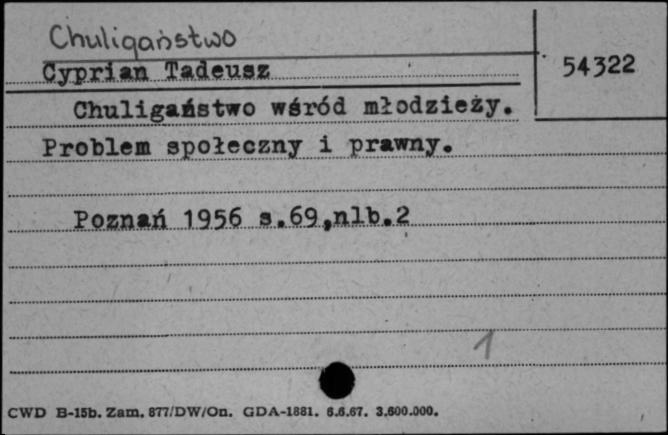 Chuligaństwo
54322
Cyprian Tadeusz
Chuligaństwo wśród młodzieży.
Problem społeczny i prawny.
Poznań 1956 s.69,nlb.2
1
CWD B-15b. Zam. 877/DW/On. GDA-1881. 6.6.67. 3.600.000.